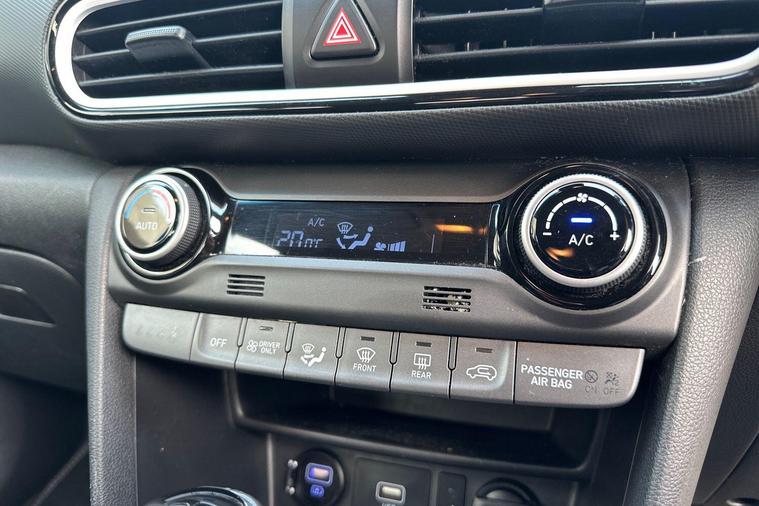 A/C
20.0°C
AUTO
- A/C +
OFF
DRIVER
ONLY
FRONT
REAR
PASSENGER
AIR BAG
ON OFF